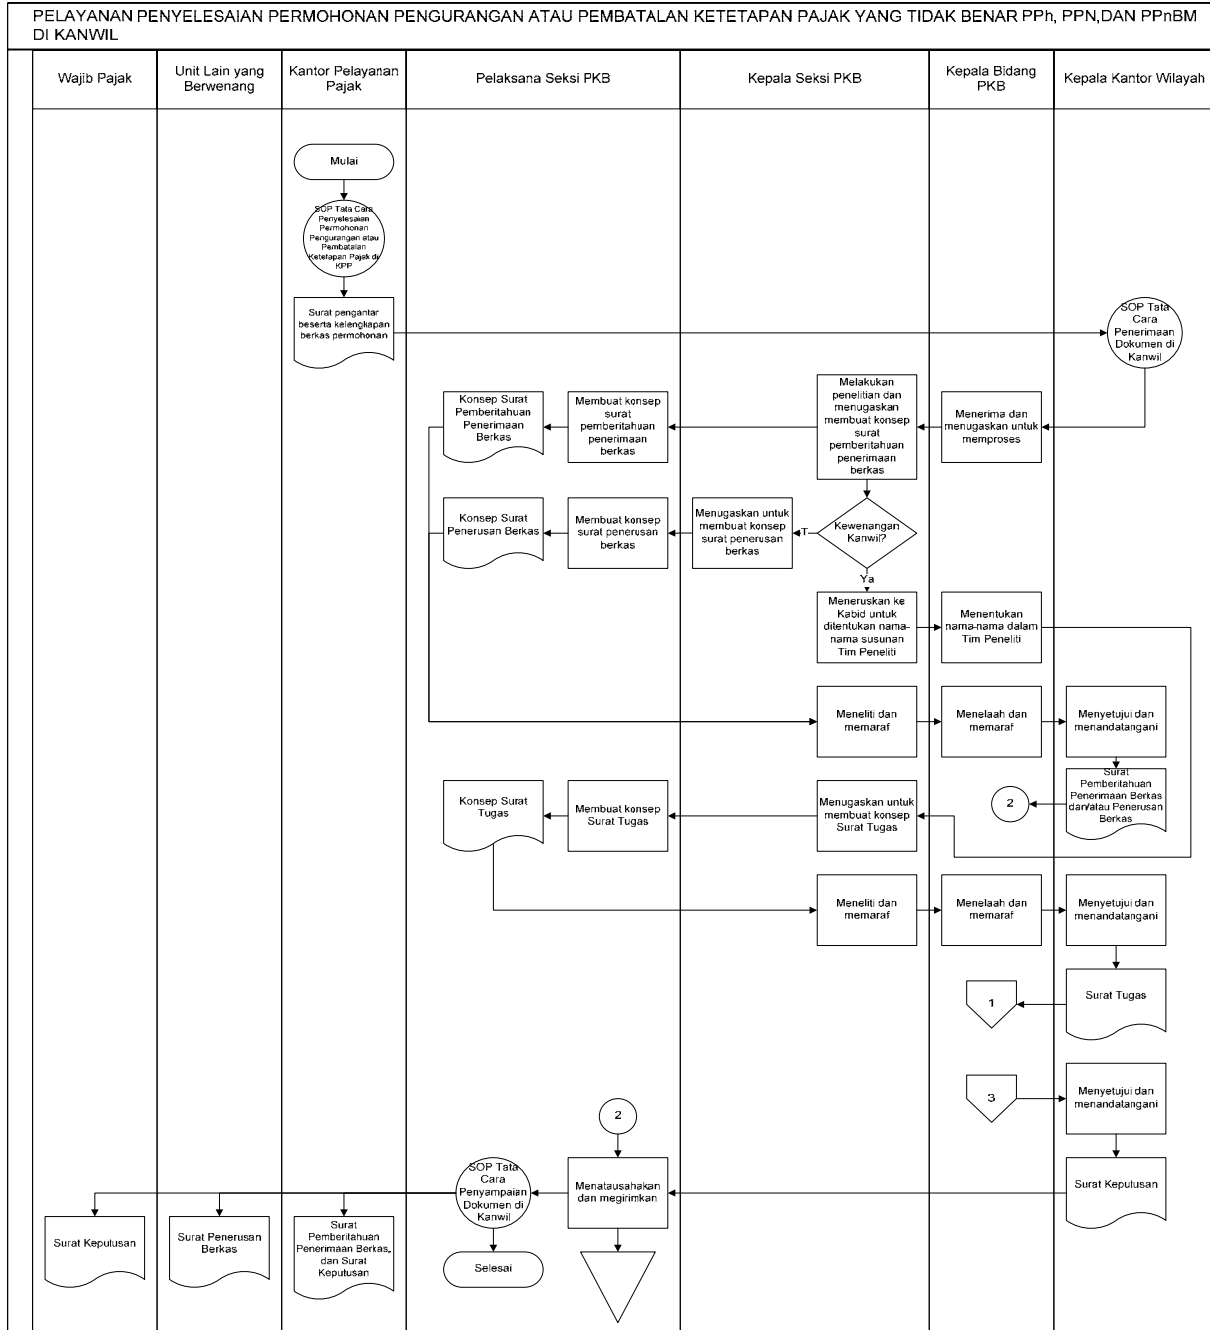 PELAYANAN PENYELESAIAN PERMOHONAN PENGURANGAN ATAU PEMBATALAN KETETAPAN PAJAK YANG TIDAK BENAR PPh, PPN,DAN PPnBM
DI KANWIL
Wajib Pajak
Unit Lain yang
Berwenang
Kantor Pelayanan
Pajak
Pelaksana Seksi PKB
Kepala Seksi PKB
Kepala Bidang
PKB
Kepala Kantor Wilayah
Mulai
SOP Tata Cara
Penyelesaian
Permohonan
Pengurangan atau
Pembatalan
Ketetapan Pajak di
KPP
Surat pengantar
beserta kelengkapan
berkas permohonan
SOP Tata
Cara
Penerimaan
Dokumen di
Kanwil
Konsep Surat
Pemberitahuan
Penerimaan
Berkas
Membuat konsep
surat
pemberitahuan
penerimaan
berkas
Melakukan
penelitian dan
menugaskan
membuat konsep
surat
pemberitahuan
penerimaan
berkas
Menerima dan
menugaskan untuk
memproses
Konsep Surat
Penerusan Berkas
Membuat konsep
surat penerusan
berkas
Menugaskan untuk
membuat konsep
surat penerusan
berkas
T
Kewenangan
Kanwil?
Ya
Meneruskan ke
Kabid untuk
ditentukan nama-
nama susunan
Tim Peneliti
Menentukan
nama-nama dalam
Tim Peneliti
Meneliti dan
memaraf
Menelaah dan
memaraf
Menyetujui dan
menandatangani
Surat
Pemberitahuan
Penerimaan Berkas
dan/atau Penerusan
Berkas
2
Konsep Surat
Tugas
Membuat konsep
Surat Tugas
Menugaskan untuk
membuat konsep
Surat Tugas
Meneliti dan
memaraf
Menelaah dan
memaraf
Menyetujui dan
menandatangani
1
Surat Tugas
3
Menyetujui dan
menandatangani
2
SOP Tata
Cara
Penyampaian
Dokumen di
Kanwil
Menatausahakan
dan megirimkan
Surat Keputusan
Surat Keputusan
Surat Penerusan
Berkas
Surat
Pemberitahuan
Penerimaan Berkas,
dan Surat
Keputusan
Selesai